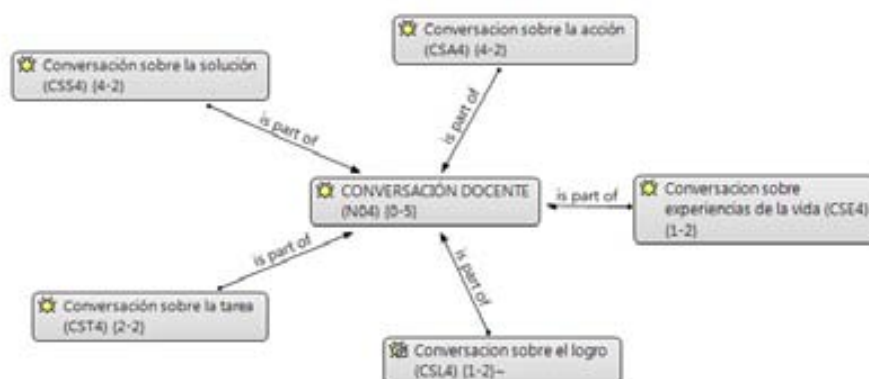 Conversacion sobre la acción
(CSA4) {4-2}
Conversación sobre la solución
(CSS4) {4-2}
is part of
is part of
CONVERSACIÓN DOCENTE
(N04) {0-5}
is part of
Conversacion sobre
experiencias de la vida (CSE4)
{1-2}
is part of
is part of
Conversación sobre la tarea
(CST4) {2-2}
Conversacion sobre el logro
(CSL4) {1-2}~